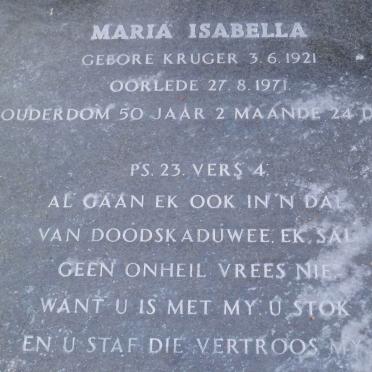 MARIA ISABELLA
GEBORE KRUGER 3.6.1921
OORLEDE 27.8.1971.
OUDERDOM 50 JAAR 2 MAANDE 24 D
PS. 23. VERS 4.
AL GAAN EK OOK IN 'N DAL
VAN DOODSKADUWEE, EK SAL
GEEN ONHEIL VREES NIE.
WANT U IS MET MY. U STOK
EN U STAF DIE VERTROOS MY